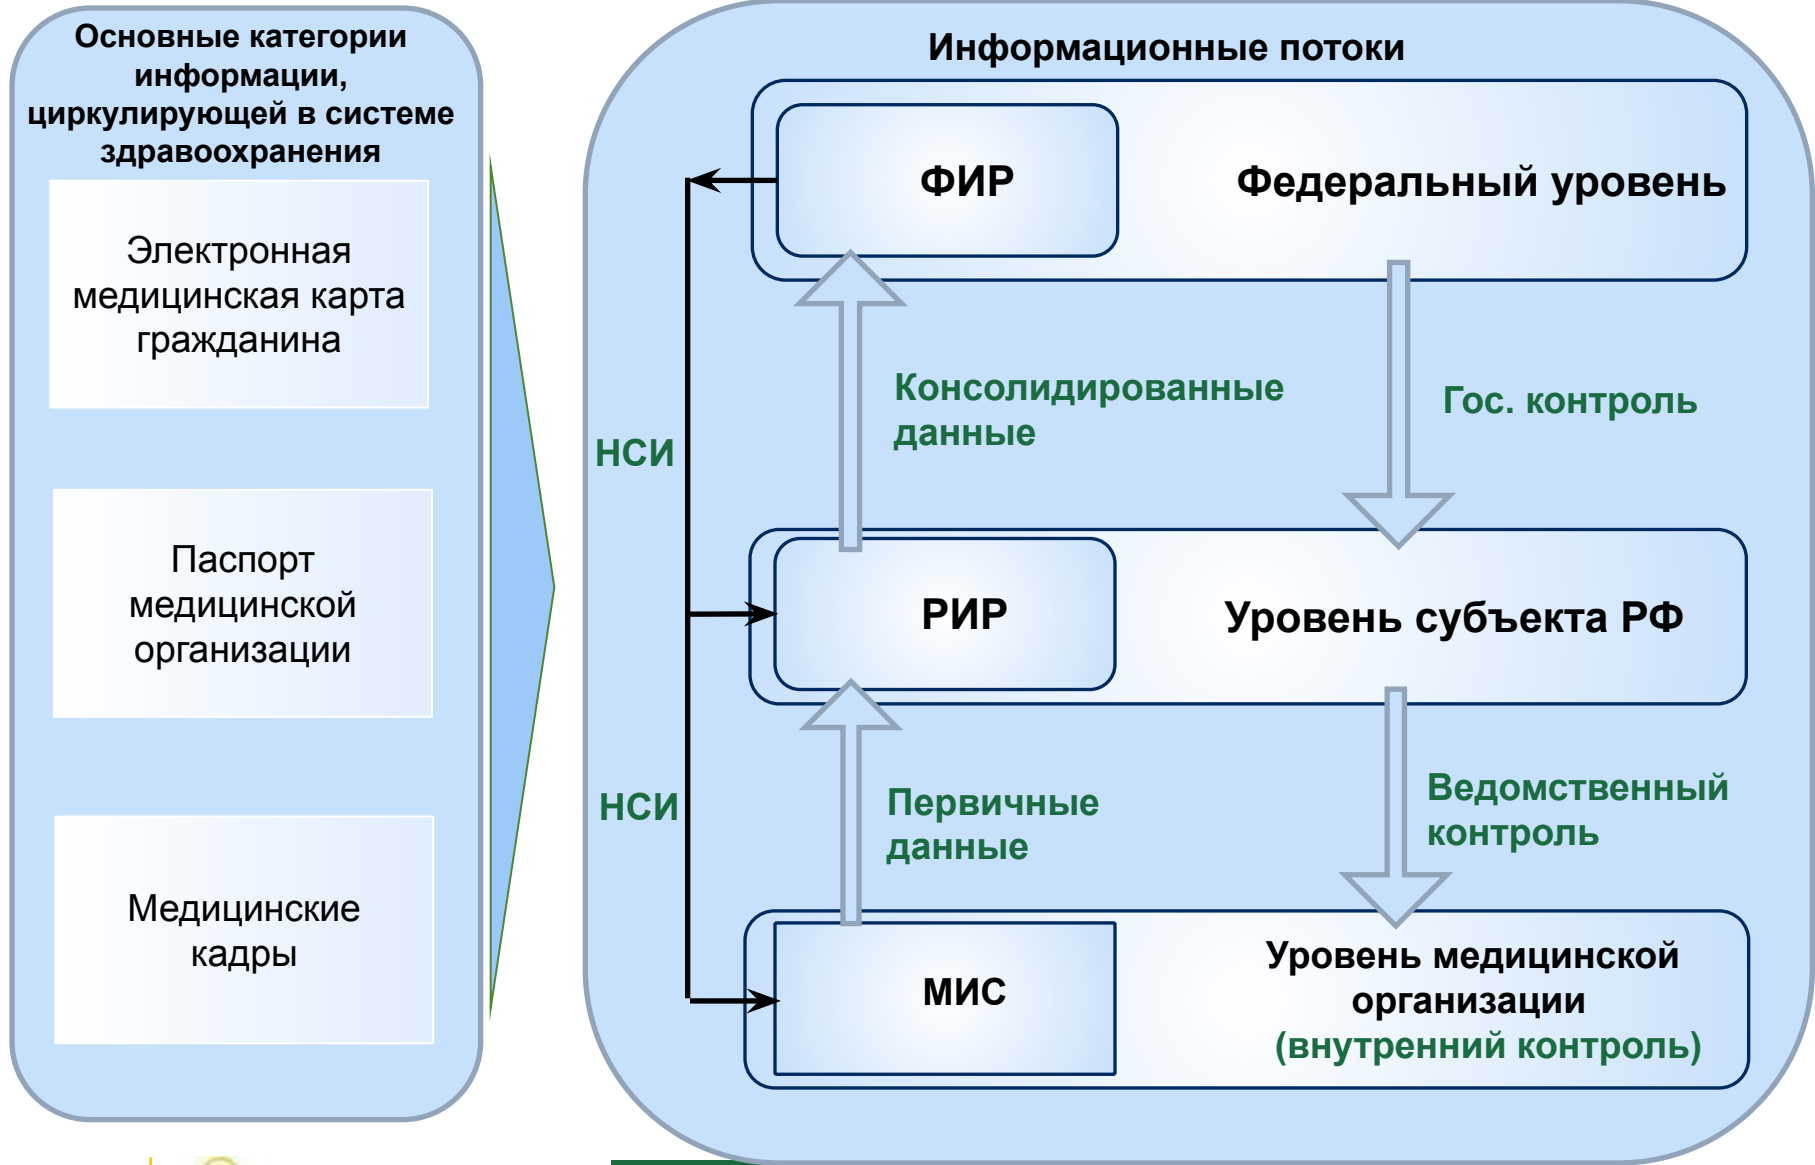 Основные категории
информации,
циркулирующей в системе
здравоохранения
Электронная
медицинская карта
гражданина
Паспорт
медицинской
организации
Медицинские
кадры
Информационные потоки
ФИР
Федеральный уровень
Консолидированные
данные
Гос. контроль
НСИ
РИР
Уровень субъекта РФ
НСИ
Первичные
данные
Ведомственный
контроль
МИС
Уровень медицинской
организации
(внутренний контроль)